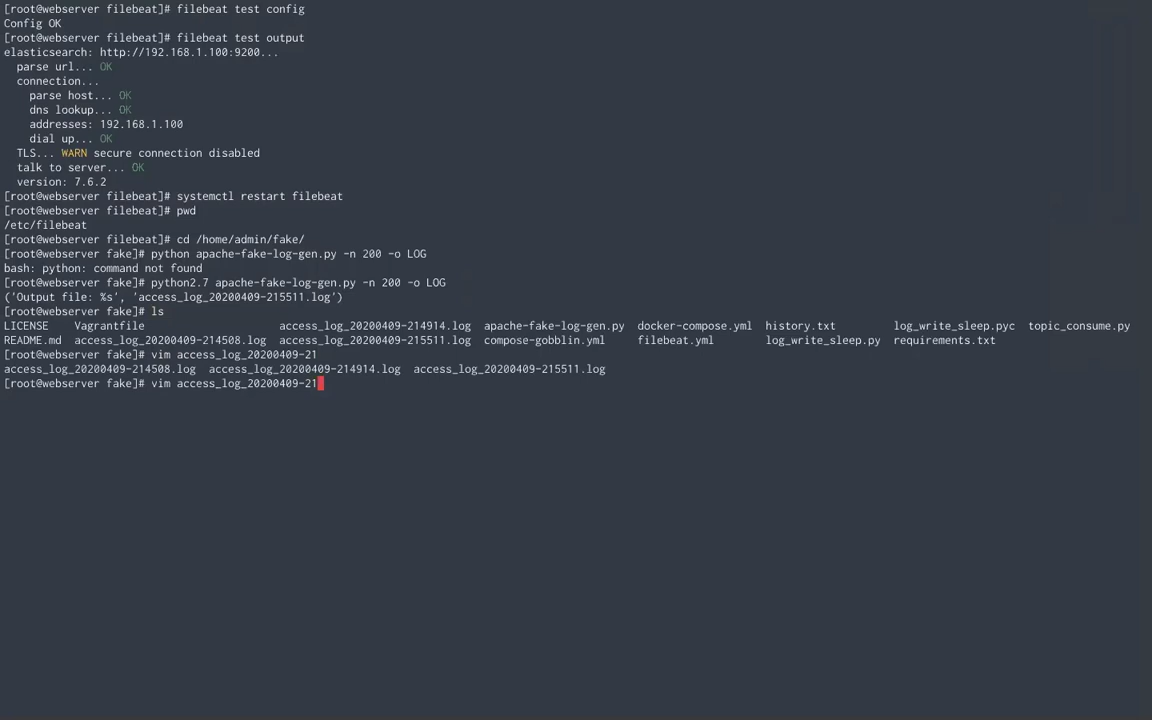 [root@webserver filebeat]# filebeat test config
Config OK
[root@webserver filebeat]# filebeat test output
elasticsearch: http://192.168.1.100:9200...
  parse url... OK
  connection...
    parse host... OK
    dns lookup... OK
    addresses: 192.168.1.100
    dial up... OK
  TLS... WARN secure connection disabled
  talk to server... OK
  version: 7.6.2
[root@webserver filebeat]# systemctl restart filebeat
[root@webserver filebeat]# pwd
/etc/filebeat
[root@webserver filebeat]# cd /home/admin/fake/
[root@webserver fake]# python apache-fake-log-gen.py -n 200 -o LOG
bash: python: command not found
[root@webserver fake]# python2.7 apache-fake-log-gen.py -n 200 -o LOG
('Output file: %s', 'access_log_20200409-215511.log')
[root@webserver fake]# ls
LICENSE    Vagrantfile                     access_log_20200409-214914.log  apache-fake-log-gen.py  docker-compose.yml  history.txt         log_write_sleep.pyc  topic_consume.py
README.md  access_log_20200409-214508.log  access_log_20200409-215511.log  compose-gobblin.yml     filebeat.yml        log_write_sleep.py  requirements.txt
[root@webserver fake]# vim access_log_20200409-21
access_log_20200409-214508.log  access_log_20200409-214914.log  access_log_20200409-215511.log
[root@webserver fake]# vim access_log_20200409-21